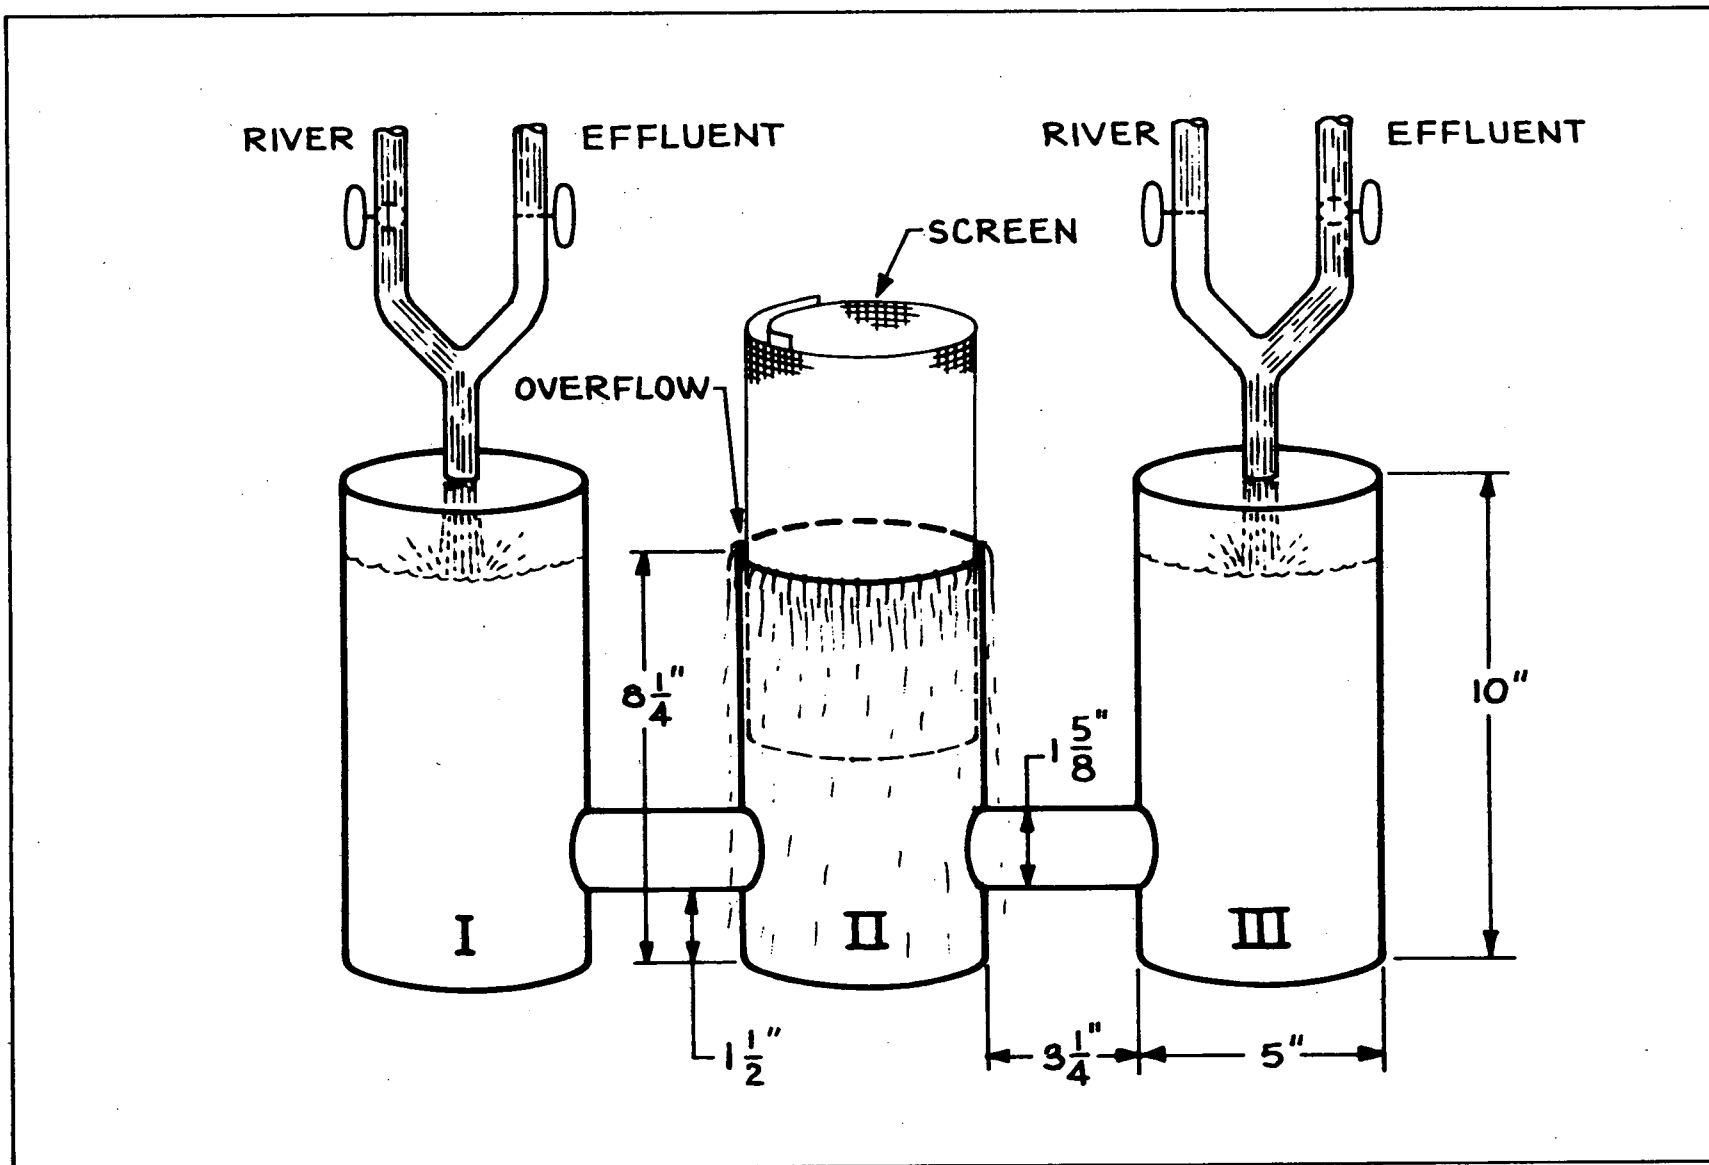 RIVER
EFFLUENT
RIVER
EFFLUENT
SCREEN
OVERFLOW
8 1/4"
1 5/8"
10"
I
II
III
1 1/2"
3 1/4"
5"